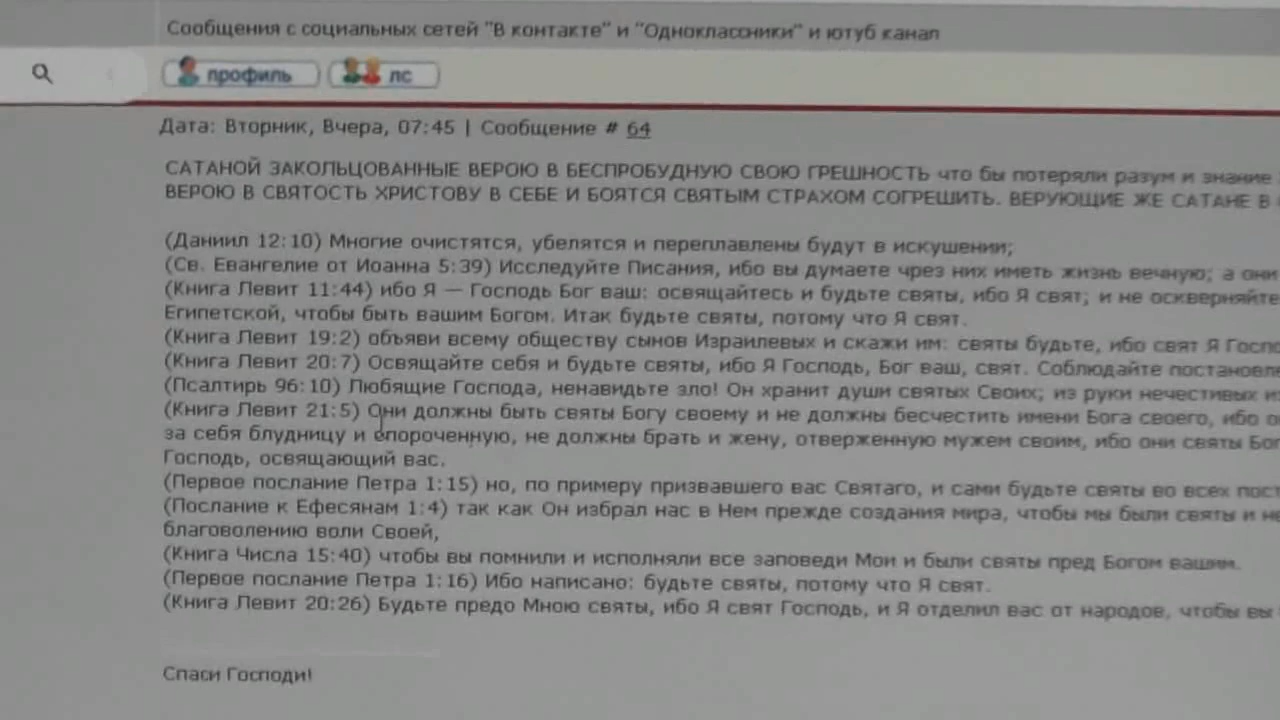 Сообщения с социальных сетей "В контакте" и "Одноклассники" и ютуб канал
профиль лс
Дата: Вторник, Вчера, 07:45 | Сообщение # 64
САТАНОЙ ЗАКОЛЬЦОВАННЫЕ ВЕРОЮ В БЕСПРОБУДНУЮ СВОЮ ГРЕШНОСТЬ что бы потеряли разум и знание
ВЕРОЮ В СВЯТОСТЬ ХРИСТОВУ В СЕБЕ И БОЯТСЯ СВЯТЫМ СТРАХОМ СОГРЕШИТЬ. ВЕРУЮЩИЕ ЖЕ САТАНЕ В
(Даниил 12:10) Многие очистятся, убелятся и переплавлены будут в искушении;
(Св. Евангелие от Иоанна 5:39) Исследуйте Писания, ибо вы думаете чрез них иметь жизнь вечную; а они
(Книга Левит 11:44) ибо Я — Господь Бог ваш: освящайтесь и будьте святы, ибо Я свят; и не оскверняйте
Египетской, чтобы быть вашим Богом. Итак будьте святы, потому что Я свят.
(Книга Левит 19:2) объяви всему обществу сынов Израилевых и скажи им: святы будьте, ибо свят Я Госпо
(Книга Левит 20:7) Освящайте себя и будьте святы, ибо Я Господь, Бог ваш, свят. Соблюдайте постановле
(Псалтирь 96:10) Любящие Господа, ненавидьте зло! Он хранит души святых Своих; из руки нечестивых и
(Книга Левит 21:5) Они должны быть святы Богу своему и не должны бесчестить имени Бога своего, ибо о
за себя блудницу и опороченную, не должны брать и жену, отверженную мужем своим, ибо они святы Бог
Господь, освящающий вас.
(Первое послание Петра 1:15) но, по примеру призвавшего вас Святаго, и сами будьте святы во всех пост
(Послание к Ефесянам 1:4) так как Он избрал нас в Нем прежде создания мира, чтобы мы были святы и не
благоволению воли Своей,
(Книга Числа 15:40) чтобы вы помнили и исполняли все заповеди Мои и были святы пред Богом вашим.
(Первое послание Петра 1:16) Ибо написано: будьте святы, потому что Я свят.
(Книга Левит 20:26) Будьте предо Мною святы, ибо Я свят Господь, и Я отделил вас от народов, чтобы вы
Спаси Господи!